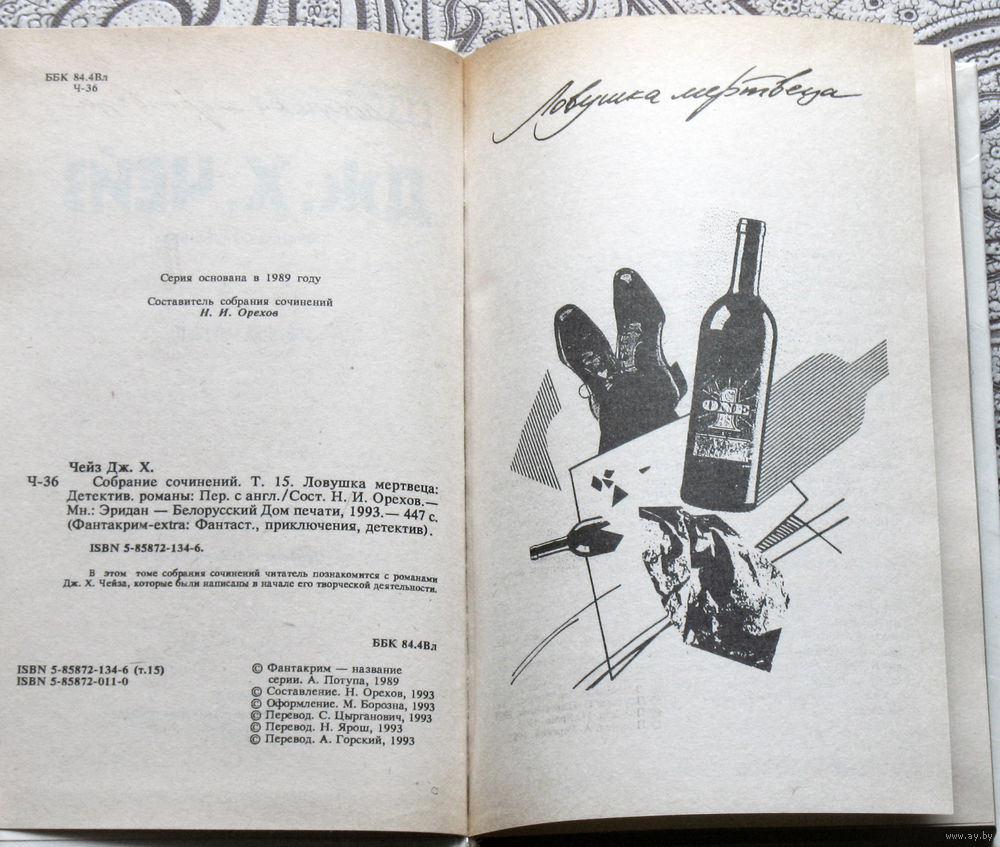 ББК 84.4Вл
Ч-36
Серия основана в 1989 году
Составитель собрания сочинений
Н. И. Орехов
Чейз Дж. Х.
Ч-36 Собрание сочинений. Т. 15. Ловушка мертвеца:
Детектив. романы: Пер. с англ./Сост. Н. И. Орехов.—
Мн.: Эридан — Белорусский Дом печати, 1993.— 447 с.
(Фантакрим-extra: Фантаст., приключения, детектив).
ISBN 5-85872-134-6.
В этом томе собрания сочинений читатель познакомится с романами
Дж. Х. Чейза, которые были написаны в начале его творческой деятельности.
ББК 84.4Вл
ISBN 5-85872-134-6 (т.15)
ISBN 5-85872-011-0
© Фантакрим — название
серии. А. Потупа, 1989
© Составление. Н. Орехов, 1993
© Оформление. М. Борозна, 1993
© Перевод. С. Цырганович, 1993
© Перевод. Н. Ярош, 1993
© Перевод. А. Горский, 1993
Ловушка мертвеца
1
ONE
www.ay.by